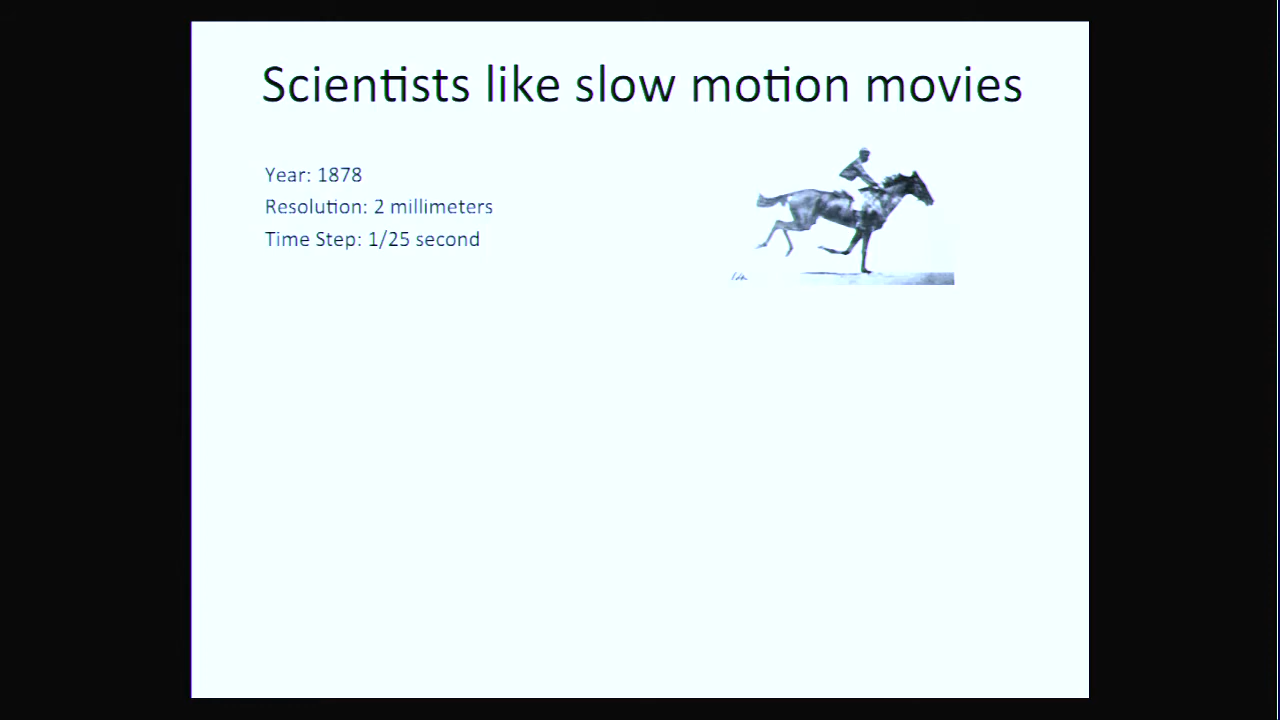 Scientists like slow motion movies
Year: 1878
Resolution: 2 millimeters
Time Step: 1/25 second